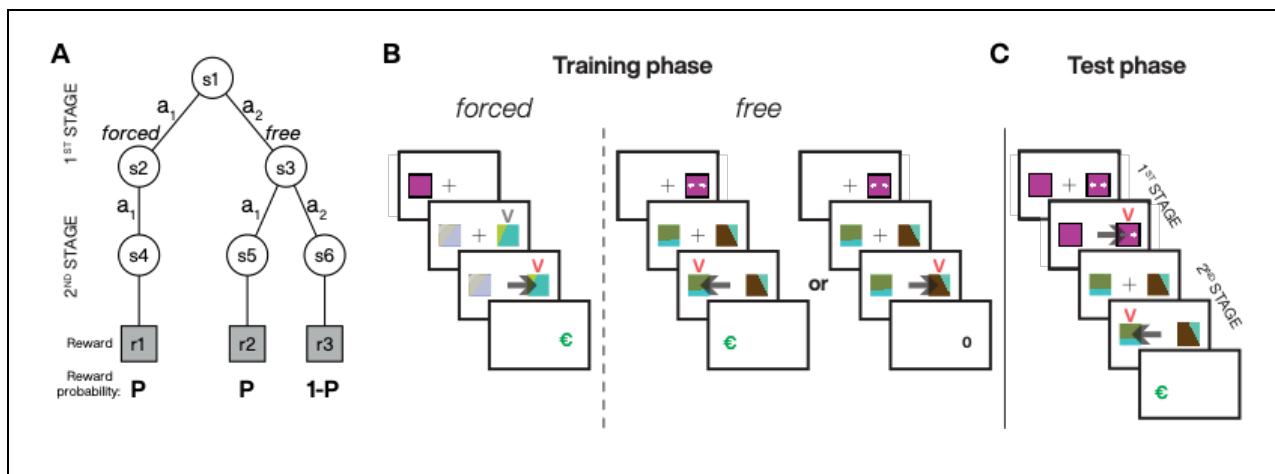 A
1ST STAGE
2ND STAGE
s1
a1
a2
forced
free
s2
s3
a1
a1
a2
s4
s5
s6
Reward
r1
r2
r3
Reward
probability:
P
P
1-P
B
Training phase
forced
free
+
+
+
V
+
+
+
V
V
or
V
€
€
0
C
Test phase
+
1ST STAGE
V
+
2ND STAGE
V
€